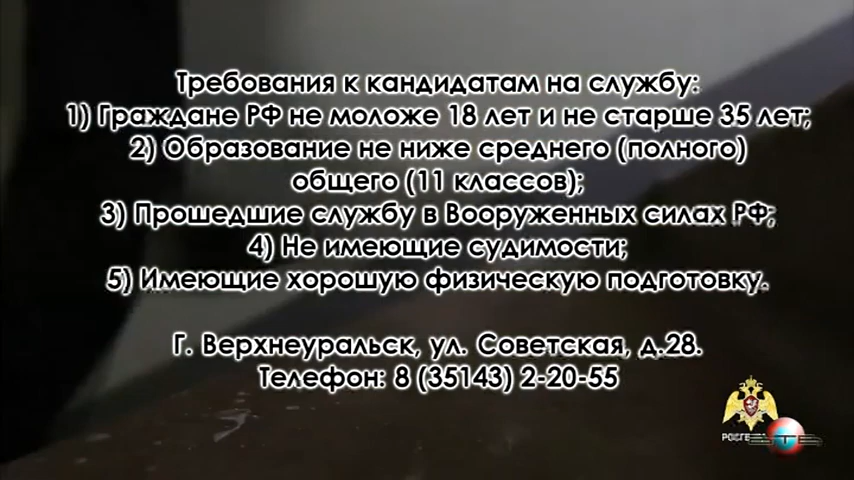 Требования к кандидатам на службу:
1) Граждане РФ не моложе 18 лет и не старше 35 лет;
2) Образование не ниже среднего (полного)
общего (11 классов);
3) Прошедшие службу в Вооруженных силах РФ;
4) Не имеющие судимости;
5) Имеющие хорошую физическую подготовку.
Г. Верхнеуральск, ул. Советская, д.28.
Телефон: 8 (35143) 2-20-55